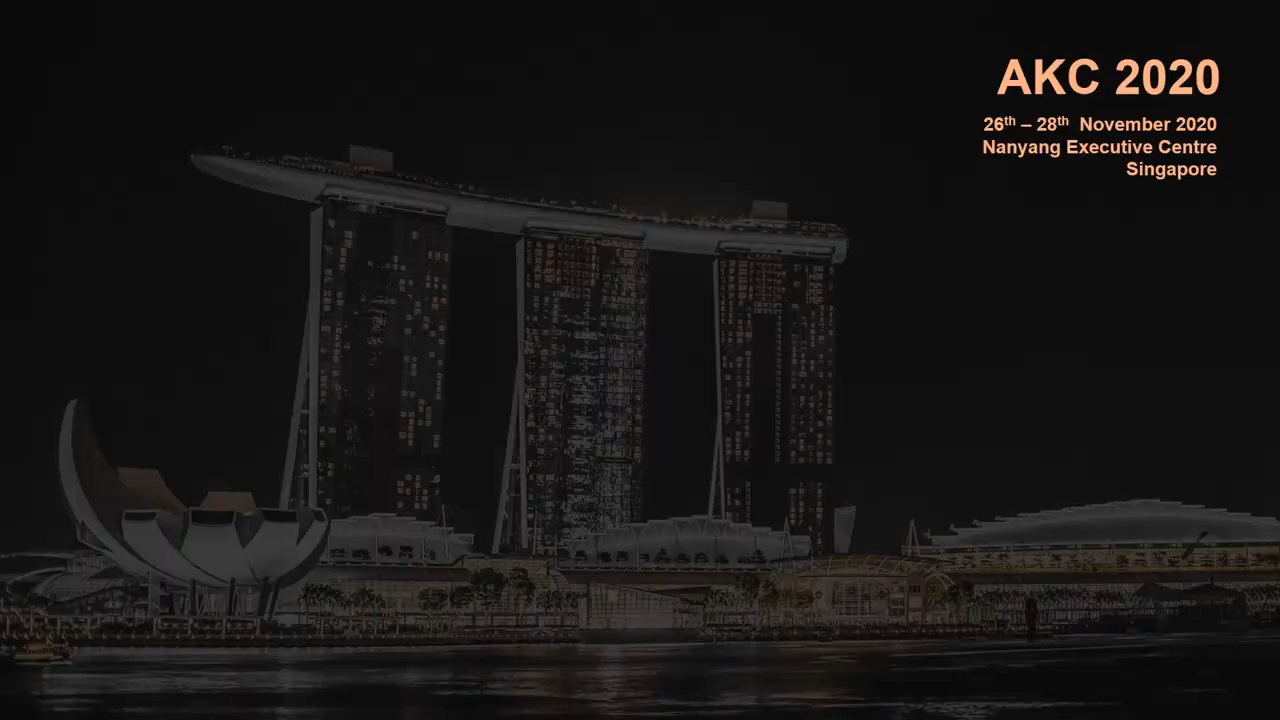 AKC 2020
26th – 28th November 2020
Nanyang Executive Centre
Singapore